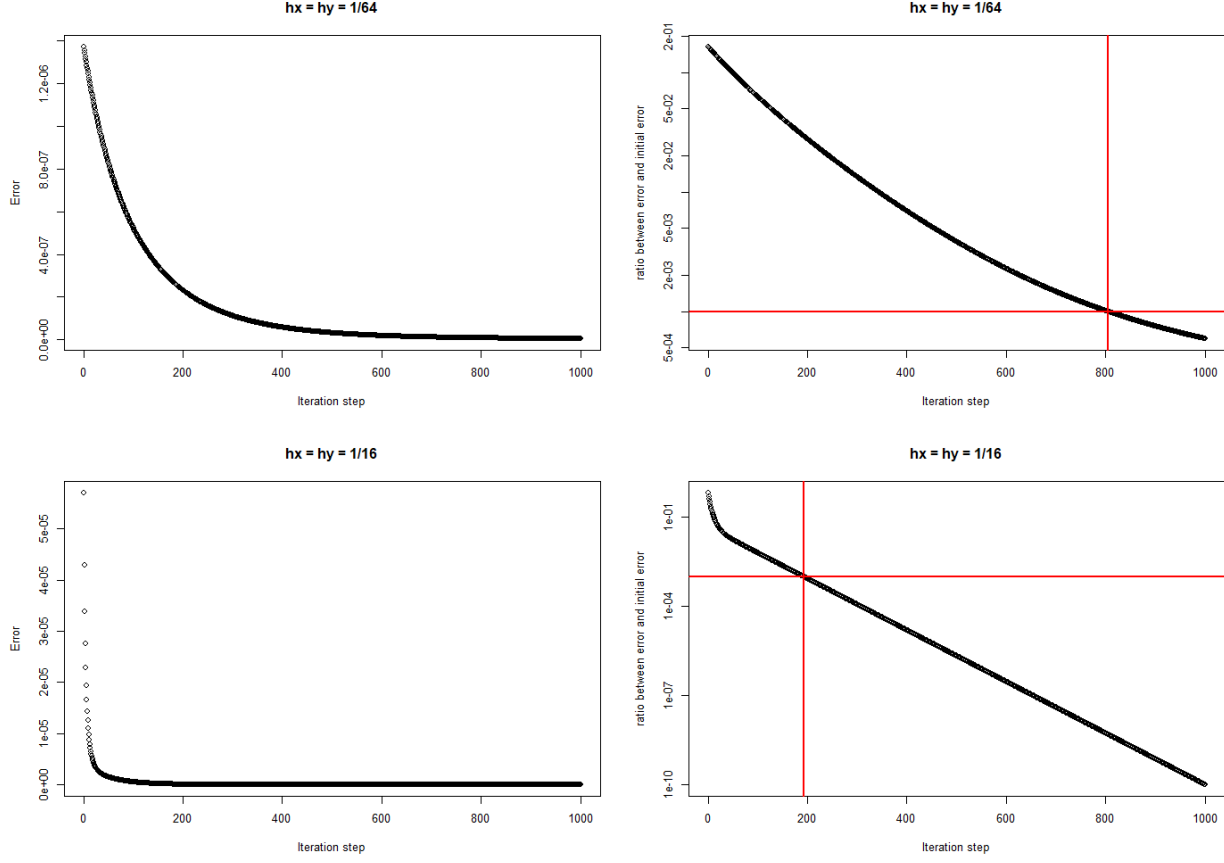 hx = hy = 1/64
Error
0.0e+00
4.0e-07
8.0e-07
1.2e-06
0
200
400
600
800
1000
Iteration step
hx = hy = 1/64
ratio between error and initial error
5e-04
2e-03
5e-03
2e-02
5e-02
2e-01
0
200
400
600
800
1000
Iteration step
hx = hy = 1/16
Error
0e+00
1e-05
2e-05
3e-05
4e-05
5e-05
0
200
400
600
800
1000
Iteration step
hx = hy = 1/16
ratio between error and initial error
1e-10
1e-07
1e-04
1e-01
0
200
400
600
800
1000
Iteration step